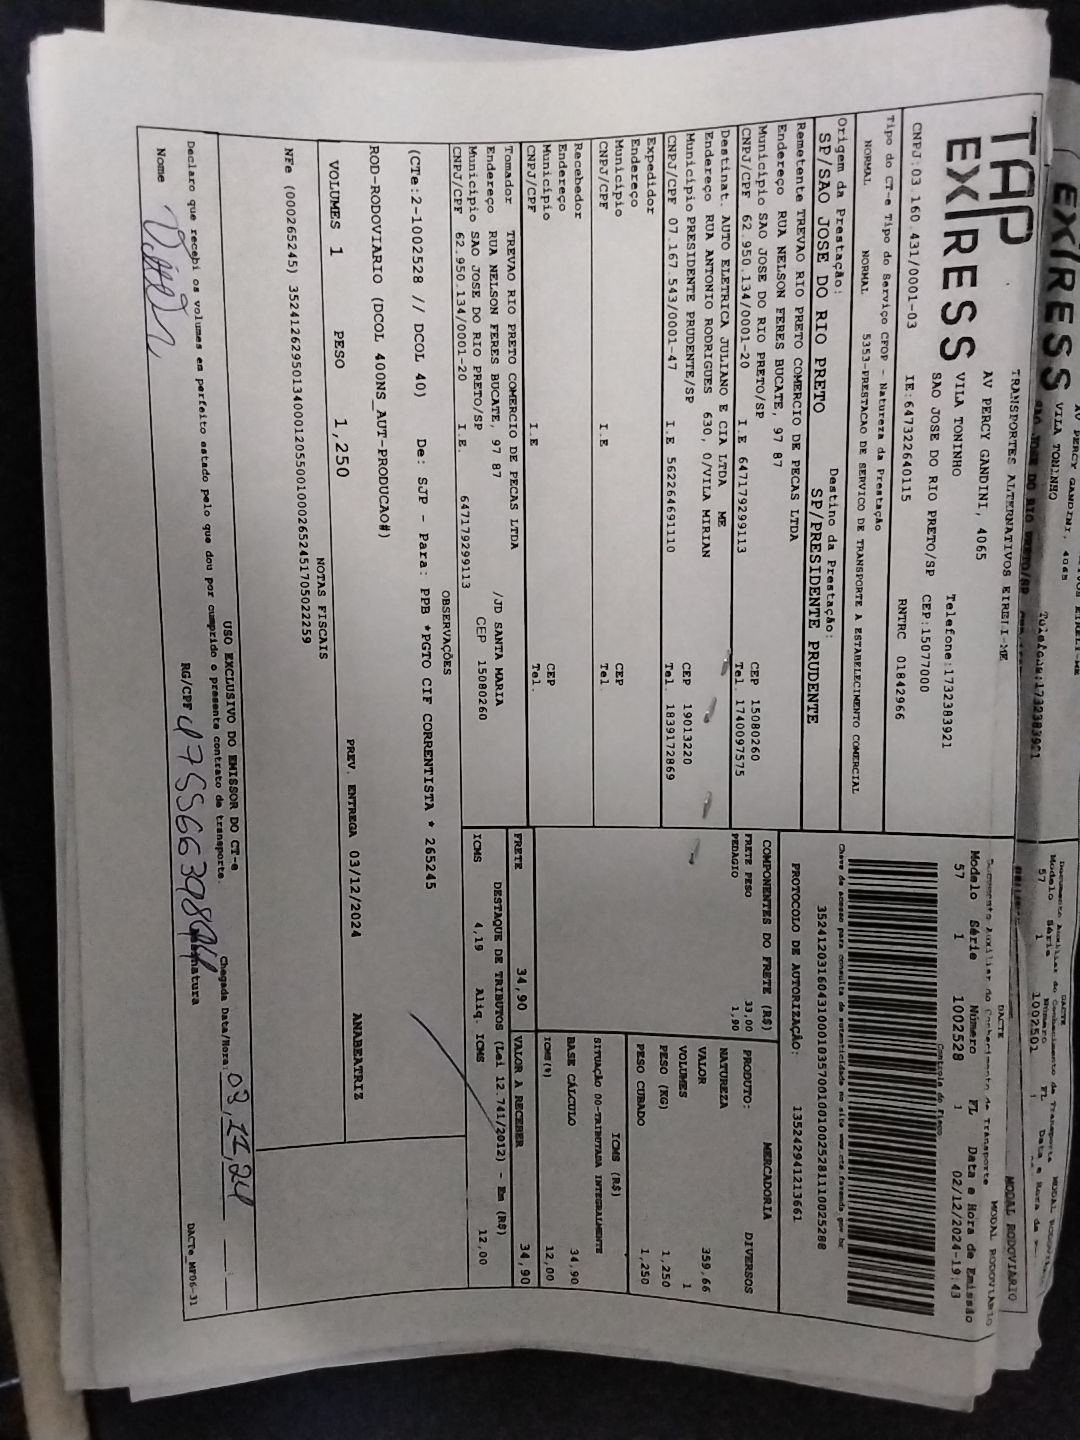 TAP
EXPRESS
TRANSPORTES ALTERNATIVOS EIRELI-ME
AV PERCY GANDINI, 4065
VILA TONINHO Telefone:1732383921
SAO JOSE DO RIO PRETO/SP CEP:15077000
CNPJ:03.160.431/0001-03 IE:647322640115 RNTRC 01842966
DACTE MODAL RODOVIARIO
Documento Auxiliar do Conhecimento de Transporte
Modelo Série Número FL Data e Hora de Emissão
57 1 1002528 1 02/12/2024-19:43
Controle do Fisco
Tipo do CT-e Tipo do Serviço CFOP - Natureza da Prestação
NORMAL NORMAL 5353-PRESTACAO DE SERVICO DE TRANSPORTE A ESTABELECIMENTO COMERCIAL
Chave de acesso para consulta de autenticidade no site www.cte.fazenda.gov.br
Origem da Prestação: Destino da Prestação:
SP/SAO JOSE DO RIO PRETO SP/PRESIDENTE PRUDENTE
PROTOCOLO DE AUTORIZAÇÃO: 135242941213661
Remetente TREVAO RIO PRETO COMERCIO DE PECAS LTDA
Endereço RUA NELSON FERES BUCATE, 97 87
Município SAO JOSE DO RIO PRETO/SP CEP 15080260
CNPJ/CPF 62.950.134/0001-20 I.E 647179299113 Tel. 1740097575
Destinat. AUTO ELETRICA JULIANO E CIA LTDA ME
Endereço RUA ANTONIO RODRIGUES 630, 0/VILA MIRIAN
Município PRESIDENTE PRUDENTE/SP CEP 19013220
CNPJ/CPF 07.167.543/0001-47 I.E 562264691110 Tel. 1839172869
Expedidor
Endereço
Município CEP
CNPJ/CPF I.E Tel.
Recebedor
Endereço
Município CEP
CNPJ/CPF I.E Tel.
Tomador TREVAO RIO PRETO COMERCIO DE PECAS LTDA
Endereço RUA NELSON FERES BUCATE, 97 87 /JD SANTA MARIA
Município SAO JOSE DO RIO PRETO/SP CEP 15080260
CNPJ/CPF 62.950.134/0001-20 I.E. 647179299113
COMPONENTES DO FRETE (R$)
FRETE PESO 33,00
PEDAGIO 1,90
PRODUTO: MERCADORIA
NATUREZA DIVERSOS
VALOR 359,66
VOLUMES 1
PESO (KG) 1,250
PESO CUBADO 1,250
ICMS (R$)
SITUAÇÃO 00-TRIBUTADA INTEGRALMENTE
BASE CÁLCULO 34,90
ICMS(%) 12,00
FRETE 34,90 VALOR A RECEBER 34,90
DESTAQUE DE TRIBUTOS (Lei 12.741/2012) - Em (R$)
ICMS 4,19 Aliq. ICMS 12,00
OBSERVAÇÕES
(CTe:2-1002528 // DCOL 40) De: SJP - Para: PPB *PGTO CIF CORRENTISTA * 265245
ROD-RODOVIARIO (DCOL 400NS_AUT-PRODUCAO#)
VOLUMES 1 PESO 1,250 PREV. ENTREGA 03/12/2024 ANABEATRIZ
NOTAS FISCAIS
USO EXCLUSIVO DO EMISSOR DO CT-e
Declaro que recebi os volumes em perfeito estado pelo que dou por cumprido o presente contrato de transporte.
Chegada Data/Hora:
Nome RG/CPF Assinatura
DACTe_MP06-31